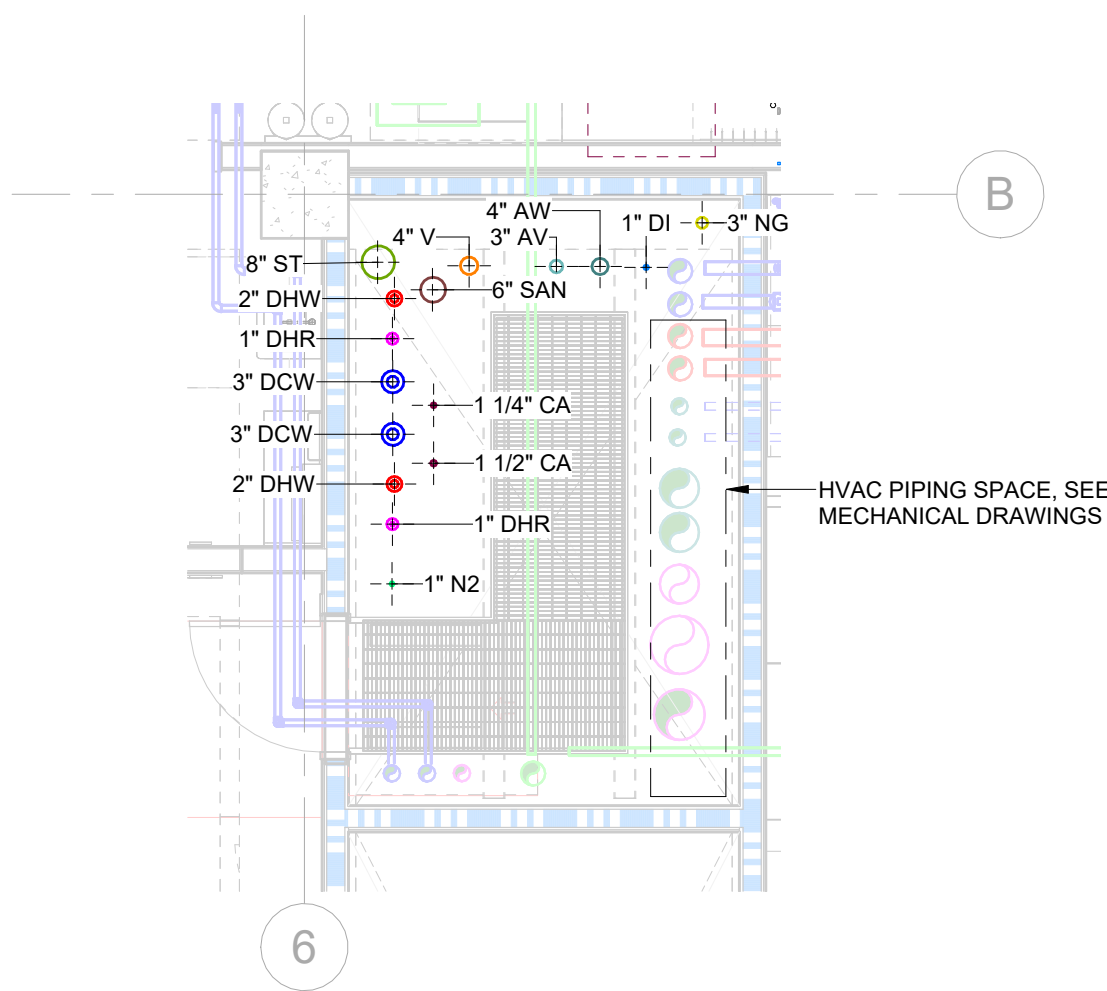 B
4" AW
4" V
3" AV
1" DI
3" NG
8" ST
6" SAN
2" DHW
1" DHR
3" DCW
1 1/4" CA
3" DCW
1 1/2" CA
2" DHW
HVAC PIPING SPACE, SEE
MECHANICAL DRAWINGS
1" DHR
1" N2
6